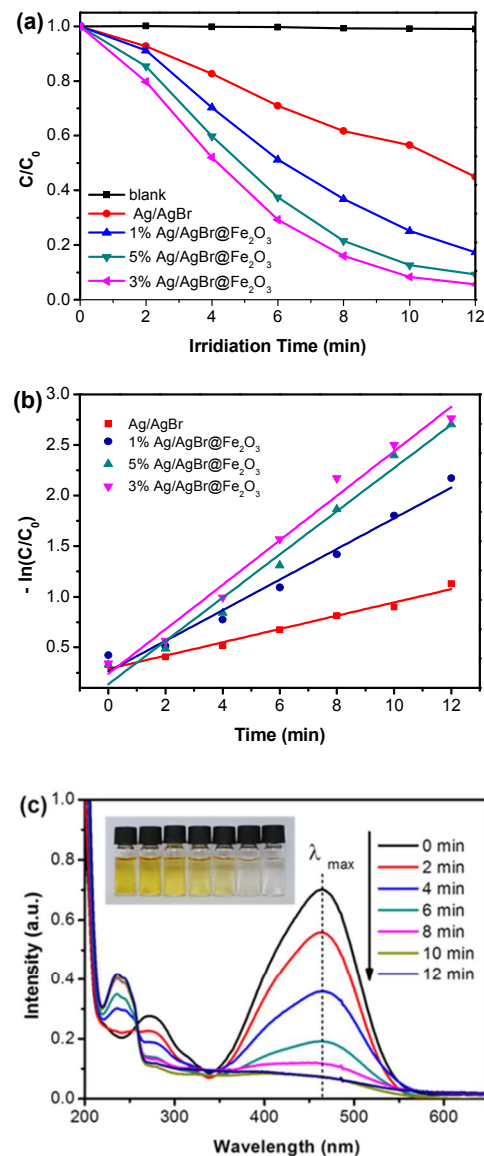 (a)
1.0
0.8
0.6
0.4
0.2
0.0
C/C₀
blank
Ag/AgBr
1% Ag/AgBr@Fe₂O₃
5% Ag/AgBr@Fe₂O₃
3% Ag/AgBr@Fe₂O₃
0 2 4 6 8 10 12
Irridiation Time (min)
(b)
3.0
2.5
2.0
1.5
1.0
0.5
- ln(C/C₀)
Ag/AgBr
1% Ag/AgBr@Fe₂O₃
5% Ag/AgBr@Fe₂O₃
3% Ag/AgBr@Fe₂O₃
0 2 4 6 8 10 12
Time (min)
(c)
1.0
0.8
0.6
0.4
0.2
0.0
Intensity (a.u.)
λ max
0 min
2 min
4 min
6 min
8 min
10 min
12 min
200 300 400 500 600
Wavelength (nm)